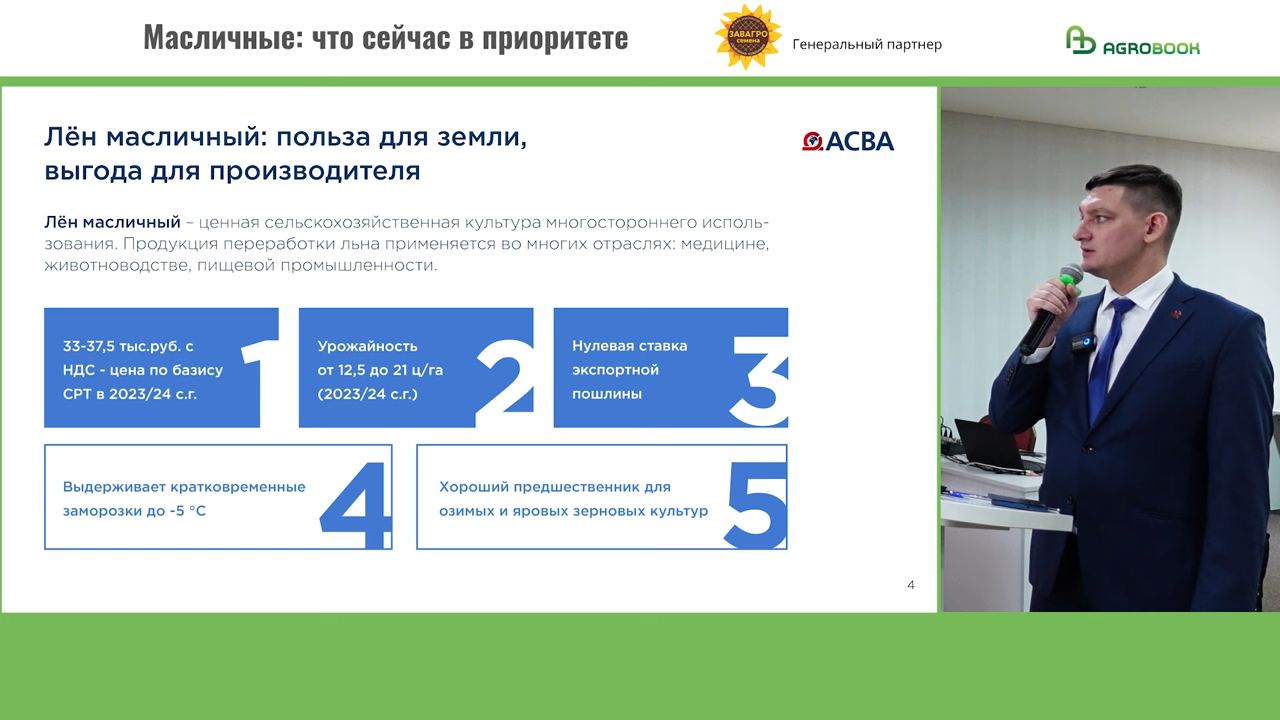 Масличные: что сейчас в приоритете
ЗАВАГРО
семена
Генеральный партнер
AGROBOOK
Лён масличный: польза для земли,
выгода для производителя
АСВА
Лён масличный – ценная сельскохозяйственная культура многостороннего исполь-
зования. Продукция переработки льна применяется во многих отраслях: медицине,
животноводстве, пищевой промышленности.
33-37,5 тыс.руб. с
НДС - цена по базису
СРТ в 2023/24 с.г.
1
Урожайность
от 12,5 до 21 ц/га
(2023/24 с.г.)
2
Нулевая ставка
экспортной
пошлины
3
Выдерживает кратковременные
заморозки до -5 °С
4
Хороший предшественник для
озимых и яровых зерновых культур
5
4